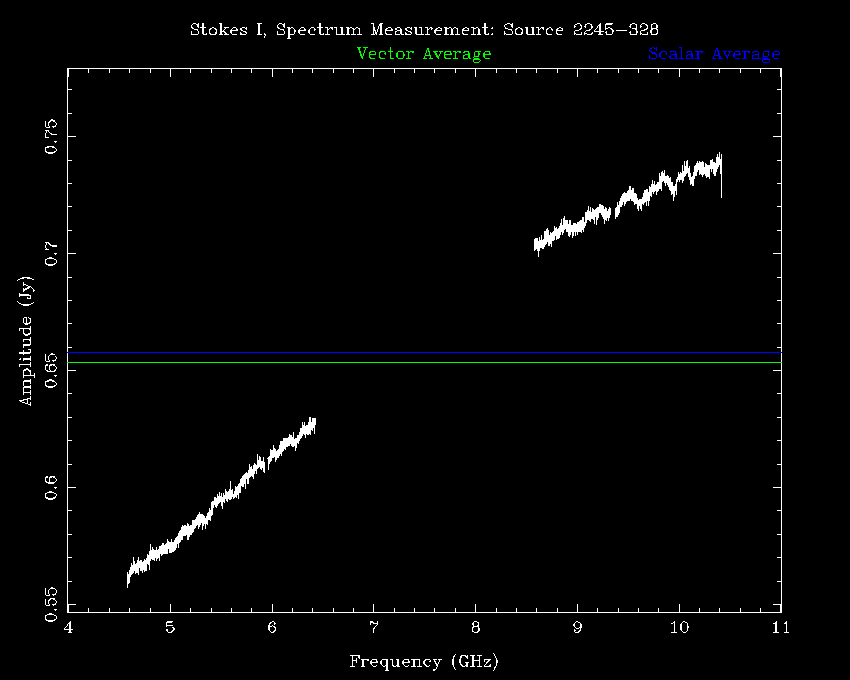 Stokes I, Spectrum Measurement: Source 2245−328
Vector Average
Scalar Average
0.75
0.7
0.65
0.6
0.55
Amplitude (Jy)
4 5 6 7 8 9 10 11
Frequency (GHz)